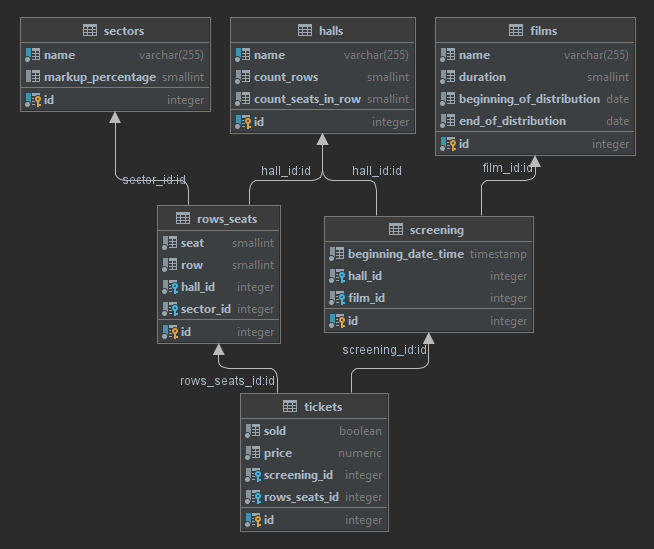 sectors
name varchar(255)
markup_percentage smallint
id integer
halls
name varchar(255)
count_rows smallint
count_seats_in_row smallint
id integer
films
name varchar(255)
duration smallint
beginning_of_distribution date
end_of_distribution date
id integer
sector_id:id
hall_id:id
hall_id:id
film_id:id
rows_seats
seat smallint
row smallint
hall_id integer
sector_id integer
id integer
screening
beginning_date_time timestamp
hall_id integer
film_id integer
id integer
rows_seats_id:id
screening_id:id
tickets
sold boolean
price numeric
screening_id integer
rows_seats_id integer
id integer